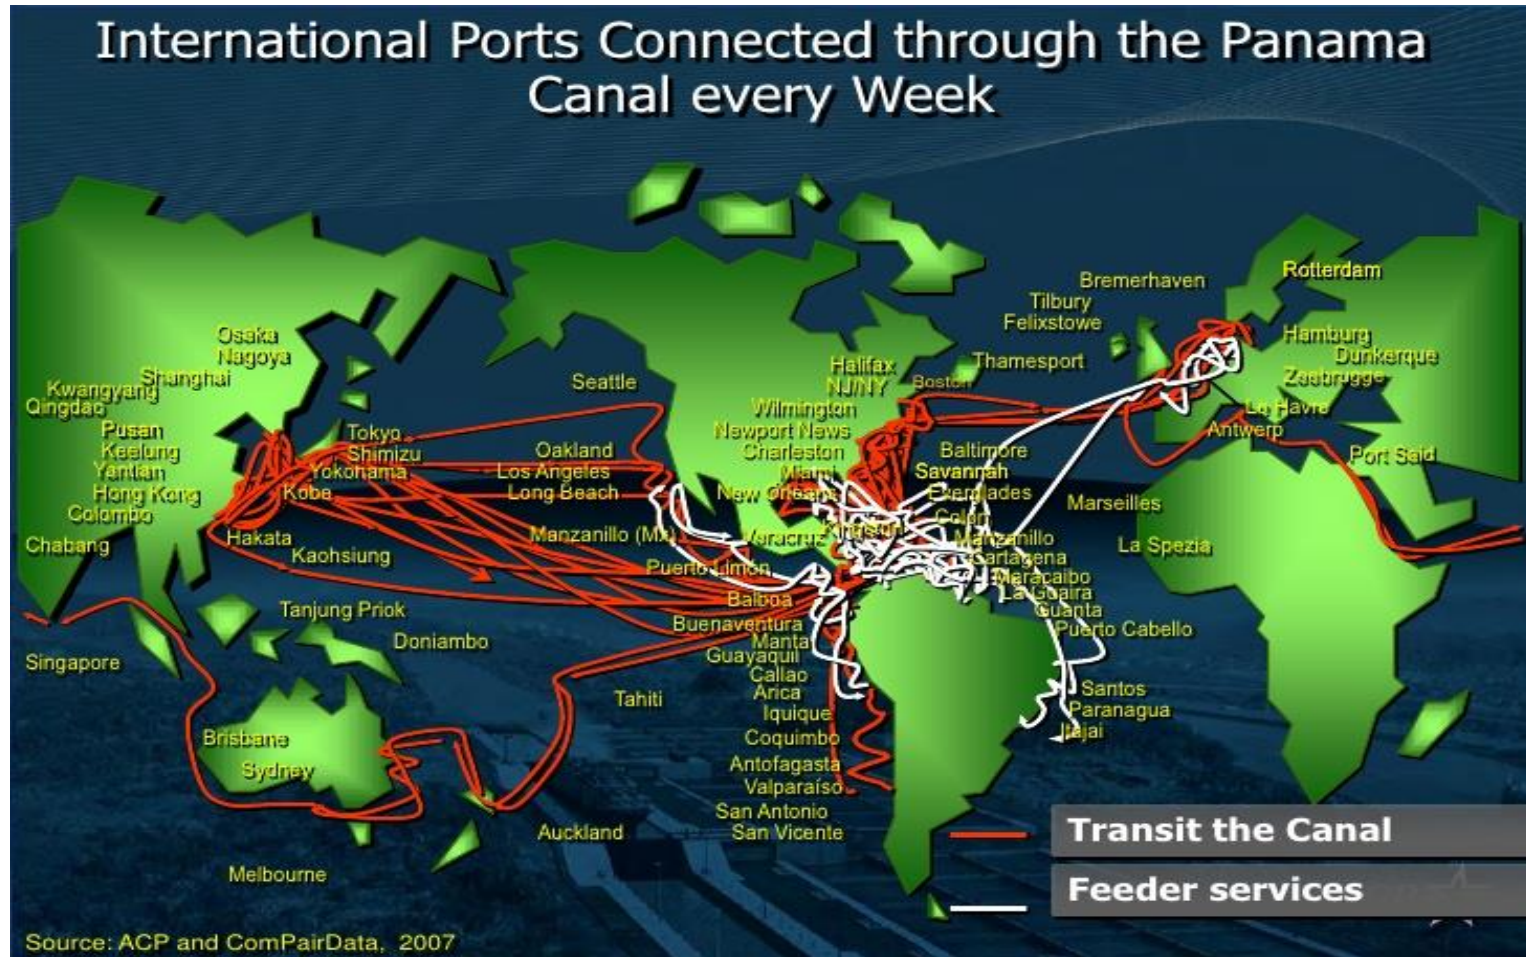 International Ports Connected through the Panama
Canal every Week
Rotterdam
Bremerhaven
Tilbury
Felixstowe
Osaka
Nagoya
Hamburg
Dunkerque
Halifax
Thamesport
Shanghai
Zeebrugge
Seattle
NJ/NY
Boston
Kwangyang
Qingdao
Wilmington
La Havre
Pusan
Tokyo
Newport News
Antwerp
Keelung
Shimizu
Oakland
Charleston
Baltimore
Port Said
Yantian
Yokohama
Los Angeles
Miami
Savannah
Hong Kong
Kobe
Long Beach
New Orleans
Everglades
Marseilles
Colombo
Colon
Hakata
Manzanillo (Mx)
Veracruz
Kingston
Manzanillo
Chabang
Kaohsiung
Cartagena
La Spezia
Puerto Limon
Maracaibo
La Guaira
Tanjung Priok
Balboa
Guanta
Buenaventura
Puerto Cabello
Doniambo
Manta
Singapore
Guayaquil
Callao
Tahiti
Arica
Santos
Iquique
Paranagua
Brisbane
Coquimbo
Itajai
Sydney
Antofagasta
Valparaíso
San Antonio
Auckland
San Vicente
Transit the Canal
Melbourne
Feeder services
Source: ACP and ComPairData, 2007